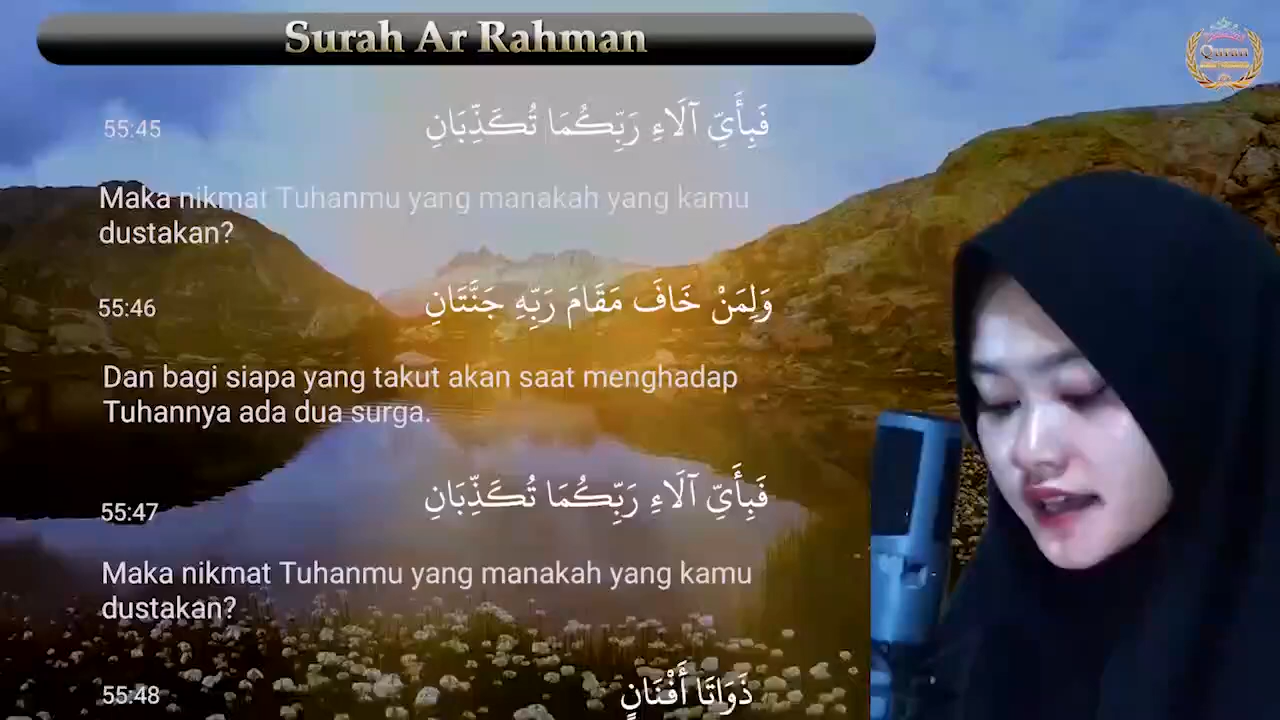 Surah Ar Rahman
Quran
55:45
فَبِأَيِّ آلَاءِ رَبِّكُمَا تُكَذِّبَانِ
Maka nikmat Tuhanmu yang manakah yang kamu
dustakan?
55:46
وَلِمَنْ خَافَ مَقَامَ رَبِّهِ جَنَّتَانِ
Dan bagi siapa yang takut akan saat menghadap
Tuhannya ada dua surga.
55:47
فَبِأَيِّ آلَاءِ رَبِّكُمَا تُكَذِّبَانِ
Maka nikmat Tuhanmu yang manakah yang kamu
dustakan?
55:48
ذَوَاتَا أَفْنَانٍ